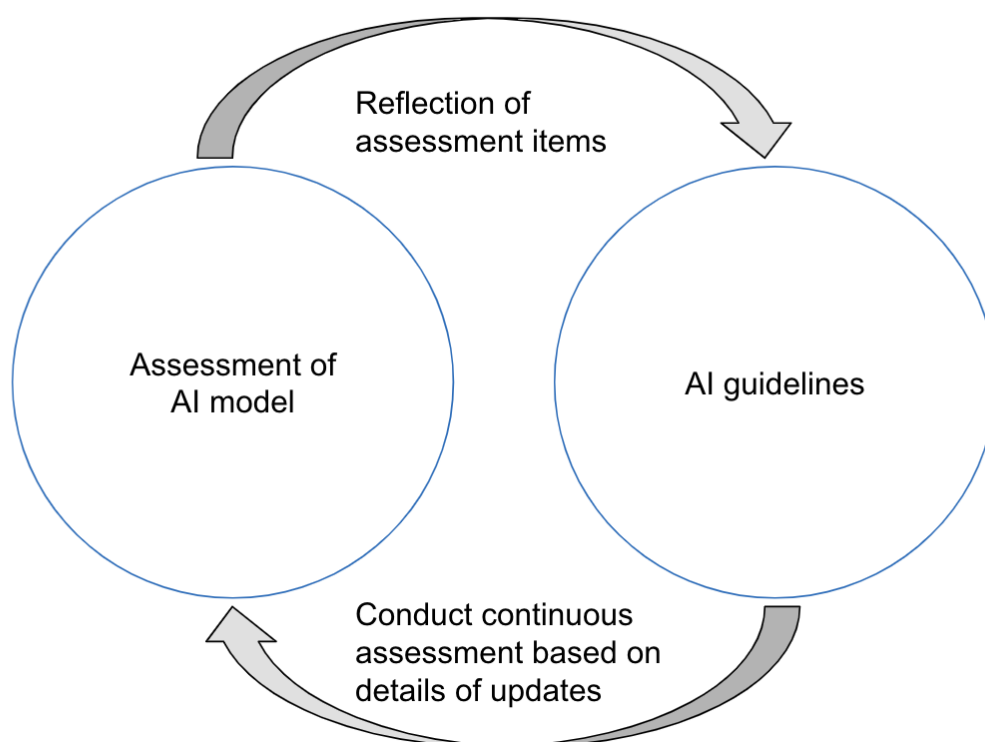 Reflection of
assessment items
Assessment of
AI model
AI guidelines
Conduct continuous
assessment based on
details of updates